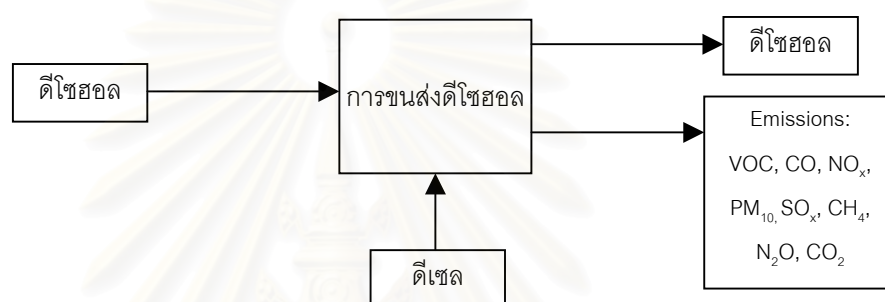 ดีโซฮอล
ดีโซฮอล
การขนส่งดีโซฮอล
Emissions:
VOC, CO, NOx,
PM10, SOx, CH4,
N2O, CO2
ดีเซล